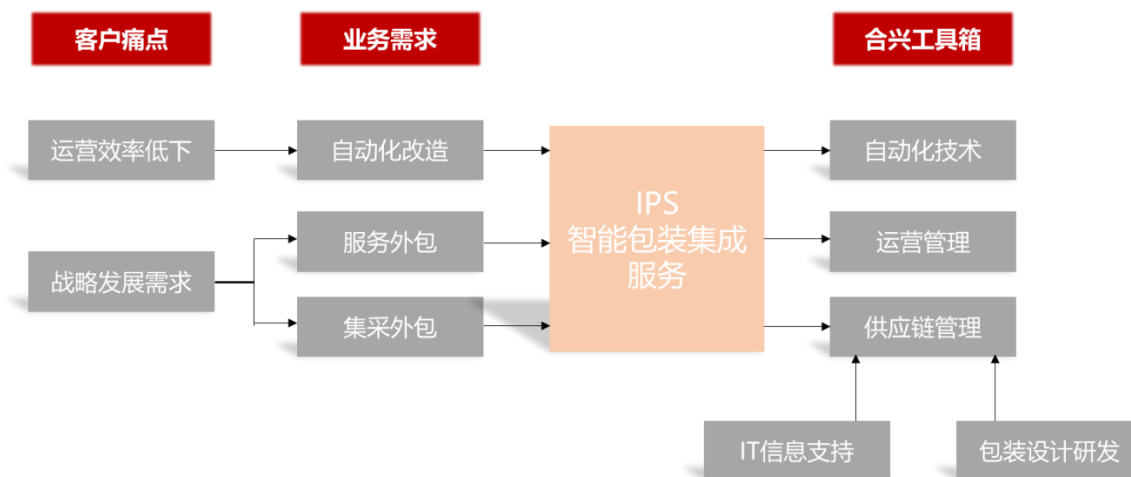 客户痛点
业务需求
合兴工具箱
运营效率低下
自动化改造
自动化技术
IPS
智能包装集成
服务
服务外包
运营管理
战略发展需求
集采外包
供应链管理
IT信息支持
包装设计研发